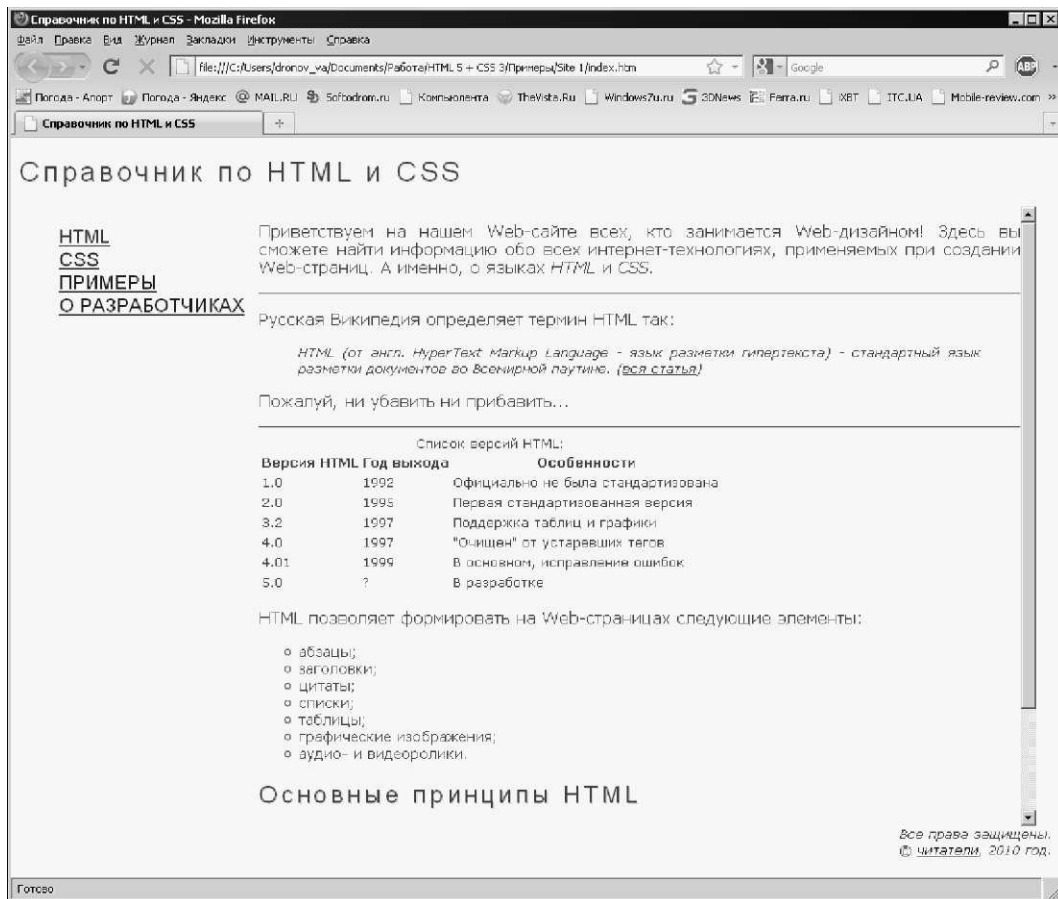 Справочник по HTML и CSS - Mozilla Firefox
Файл Правка Вид Журнал Закладки Инструменты Справка
file:///C:/Users/dronov_va/Documents/Работа/HTML 5 + CSS 3/Примеры/Site 1/index.htm Google ABP
Погода - Апорт Погода - Яндекс MAIL.RU Softodrom.ru Компьюлента TheVista.Ru Windows7u.ru 3DNews Ferra.ru iXBT ITC.UA Mobile-review.com »
Справочник по HTML и CSS
Справочник по HTML и CSS
HTML
CSS
ПРИМЕРЫ
О РАЗРАБОТЧИКАХ
Приветствуем на нашем Web-сайте всех, кто занимается Web-дизайном! Здесь вы
сможете найти информацию обо всех интернет-технологиях, применяемых при создании
Web-страниц. А именно, о языках HTML и CSS.
Русская Википедия определяет термин HTML так:
HTML (от англ. HyperText Markup Language - язык разметки гипертекста) - стандартный язык
разметки документов во Всемирной паутине. (вся статья)
Пожалуй, ни убавить ни прибавить...
Список версий HTML:
Версия HTML Год выхода Особенности
1.0 1992 Официально не была стандартизована
2.0 1995 Первая стандартизованная версия
3.2 1997 Поддержка таблиц и графики
4.0 1997 "Очищен" от устаревших тегов
4.01 1999 В основном, исправление ошибок
5.0 ? В разработке
HTML позволяет формировать на Web-страницах следующие элементы:
абзацы;
заголовки;
цитаты;
списки;
таблицы;
графические изображения;
аудио- и видеоролики.
Основные принципы HTML
Все права защищены.
© читатели, 2010 год.
Готово